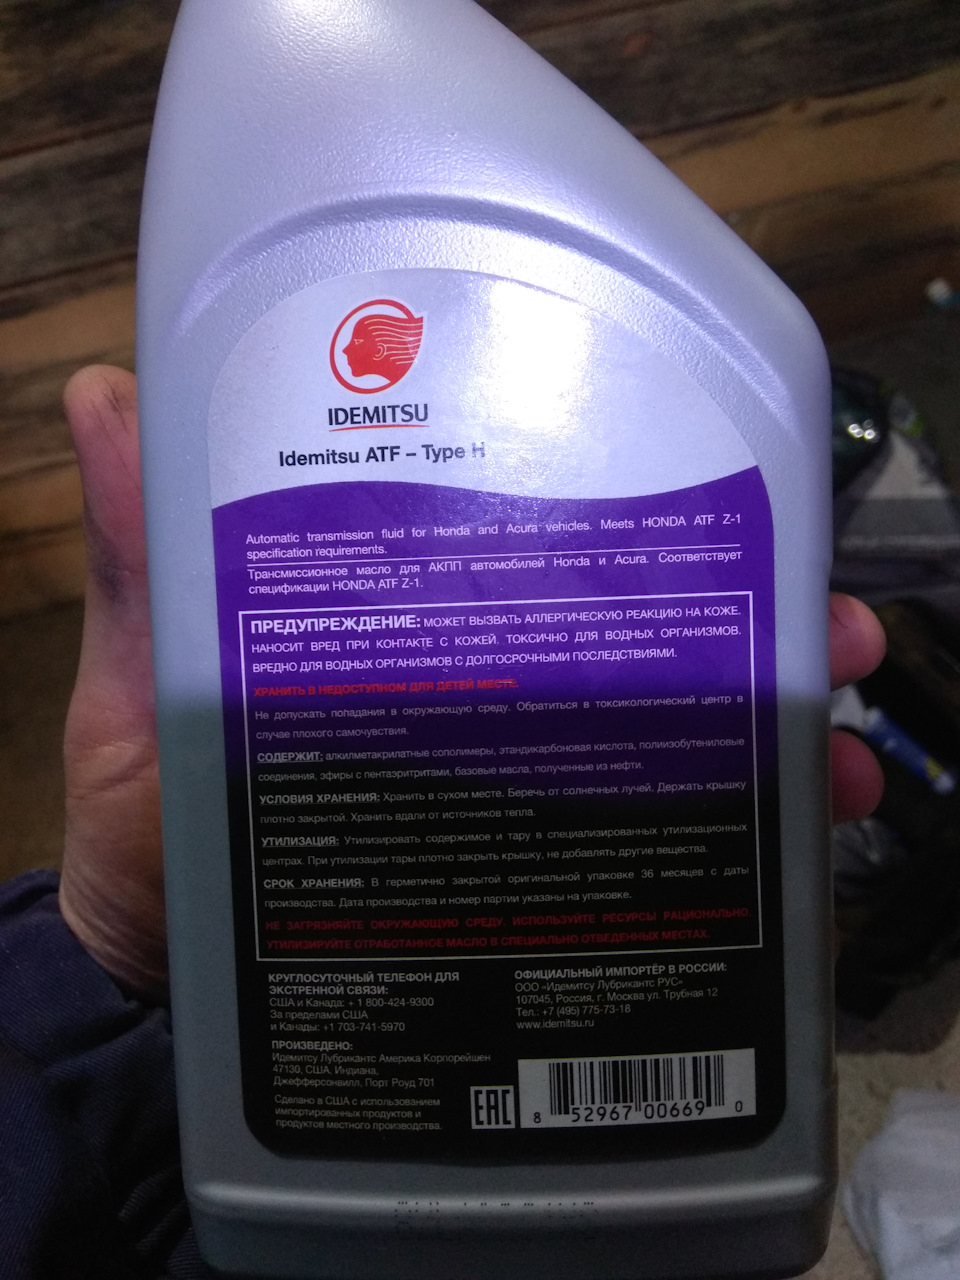 IDEMITSU
Idemitsu ATF – Type H
Automatic transmission fluid for Honda and Acura vehicles. Meets HONDA ATF Z-1
specification requirements.
Трансмиссионное масло для АКПП автомобилей Honda и Acura. Соответствует
спецификации HONDA ATF Z-1.
ПРЕДУПРЕЖДЕНИЕ: МОЖЕТ ВЫЗВАТЬ АЛЛЕРГИЧЕСКУЮ РЕАКЦИЮ НА КОЖЕ.
НАНОСИТ ВРЕД ПРИ КОНТАКТЕ С КОЖЕЙ. ТОКСИЧНО ДЛЯ ВОДНЫХ ОРГАНИЗМОВ.
ВРЕДНО ДЛЯ ВОДНЫХ ОРГАНИЗМОВ С ДОЛГОСРОЧНЫМИ ПОСЛЕДСТВИЯМИ.
ХРАНИТЬ В НЕДОСТУПНОМ ДЛЯ ДЕТЕЙ МЕСТЕ.
Не допускать попадания в окружающую среду. Обратиться в токсикологический центр в
случае плохого самочувствия.
СОДЕРЖИТ: алкилметакрилатные сополимеры, этандикарбоновая кислота, полиизобутениловые
соединения, эфиры с пентаэритритами, базовые масла, полученные из нефти.
УСЛОВИЯ ХРАНЕНИЯ: Хранить в сухом месте. Беречь от солнечных лучей. Держать крышку
плотно закрытой. Хранить вдали от источников тепла.
УТИЛИЗАЦИЯ: Утилизировать содержимое и тару в специализированных утилизационных
центрах. При утилизации тары плотно закрыть крышку, не добавлять другие вещества.
СРОК ХРАНЕНИЯ: В герметично закрытой оригинальной упаковке 36 месяцев с даты
производства. Дата производства и номер партии указаны на упаковке.
НЕ ЗАГРЯЗНЯЙТЕ ОКРУЖАЮЩУЮ СРЕДУ. ИСПОЛЬЗУЙТЕ РЕСУРСЫ РАЦИОНАЛЬНО.
УТИЛИЗИРУЙТЕ ОТРАБОТАННОЕ МАСЛО В СПЕЦИАЛЬНО ОТВЕДЕННЫХ МЕСТАХ.
КРУГЛОСУТОЧНЫЙ ТЕЛЕФОН ДЛЯ
ЭКСТРЕННОЙ СВЯЗИ:
США и Канада: + 1 800-424-9300
За пределами США
и Канады: +1 703-741-5970
ПРОИЗВЕДЕНО:
Идемитсу Лубрикантс Америка Корпорейшен
47130, США, Индиана,
Джефферсонвилл, Порт Роуд 701
Сделано в США с использованием
импортированных продуктов и
продуктов местного производства.
ОФИЦИАЛЬНЫЙ ИМПОРТЁР В РОССИИ:
ООО «Идемитсу Лубрикантс РУС»
107045, Россия, г. Москва ул. Трубная 12
Тел.: +7 (495) 775-73-18
www.idemitsu.ru
EAC
8 52967 00669 0